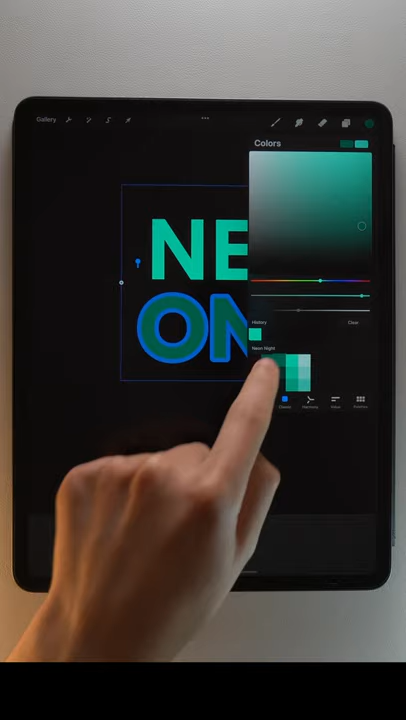 Gallery
Colors
NE
ON
History
Clear
Neon Night
Classic
Harmony
Value
Palettes